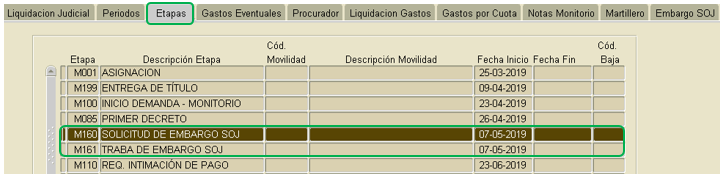 Liquidacion Judicial Periodos Etapas Gastos Eventuales Procurador Liquidacion Gastos Gastos por Cuota Notas Monitorio Martillero Embargo SOJ
Etapa Descripción Etapa Cód. Movilidad Descripción Movilidad Fecha Inicio Fecha Fin Cód. Baja
M001 ASIGNACION 25-03-2019
M199 ENTREGA DE TÍTULO 09-04-2019
M100 INICIO DEMANDA - MONITORIO 23-04-2019
M085 PRIMER DECRETO 26-04-2019
M160 SOLICITUD DE EMBARGO SOJ 07-05-2019
M161 TRABA DE EMBARGO SOJ 07-05-2019
M110 REQ. INTIMACIÓN DE PAGO 23-06-2019